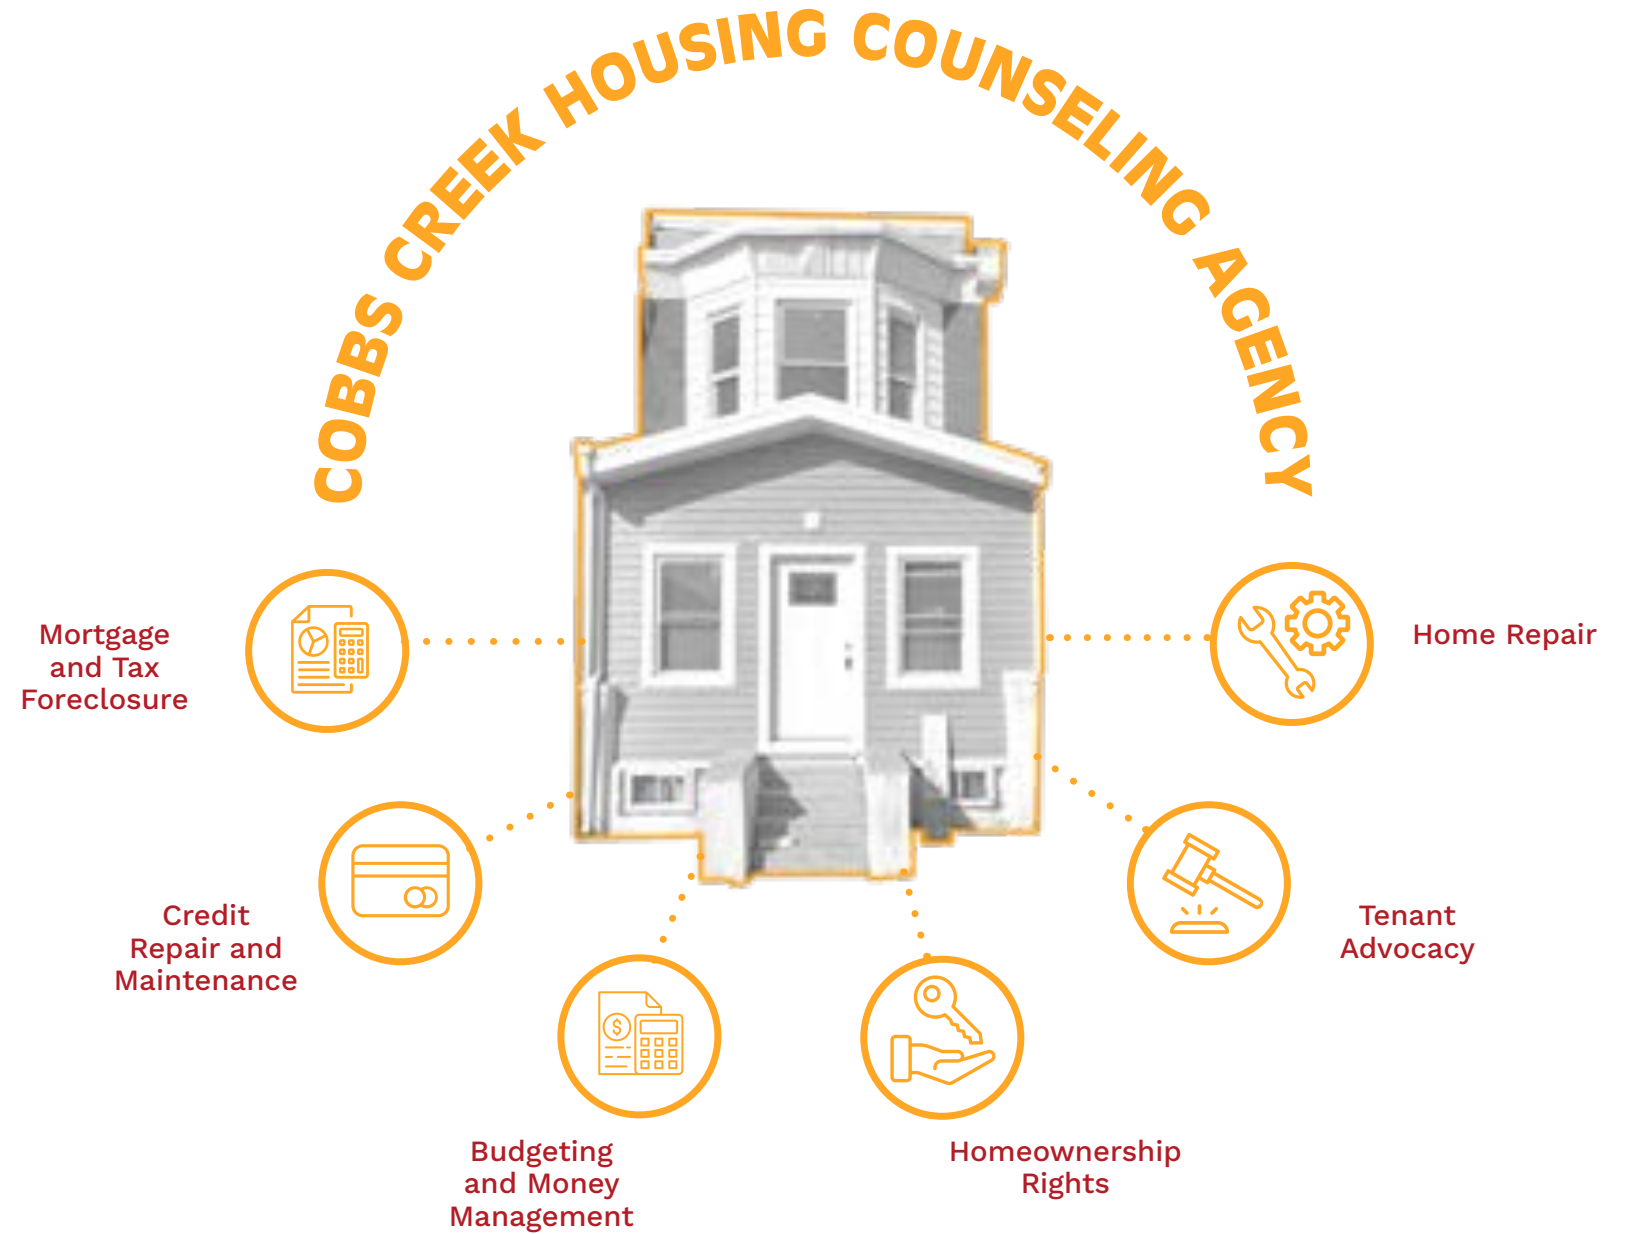 COBBS CREEK HOUSING COUNSELING AGENCY
Mortgage
and Tax
Foreclosure
Home Repair
Credit
Repair and
Maintenance
Tenant
Advocacy
Budgeting
and Money
Management
Homeownership
Rights
$